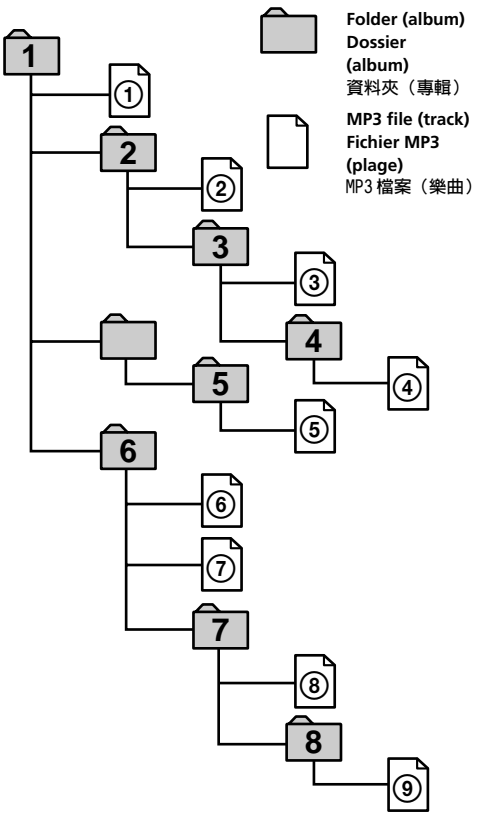 Folder (album)
Dossier
(album)
資料夾（專輯）
MP3 file (track)
Fichier MP3
(plage)
MP3 檔案（樂曲）
1
①
2
②
3
③
4
④
5
⑤
6
⑥
⑦
7
⑧
8
⑨